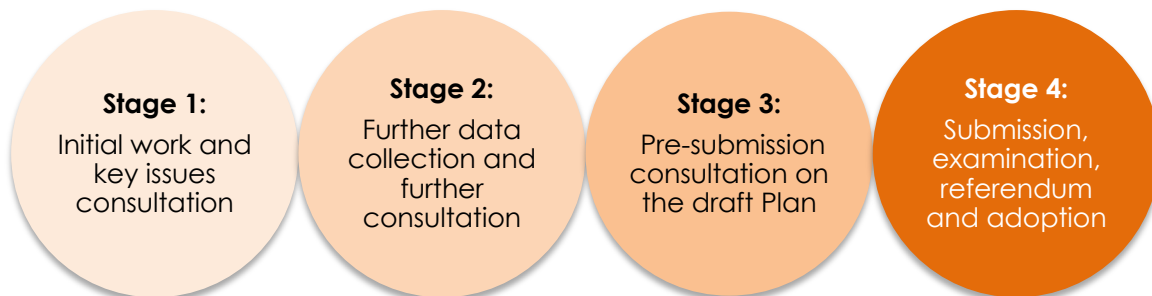 Stage 1:
Initial work and
key issues
consultation
Stage 2:
Further data
collection and
further
consultation
Stage 3:
Pre-submission
consultation on
the draft Plan
Stage 4:
Submission,
examination,
referendum
and adoption